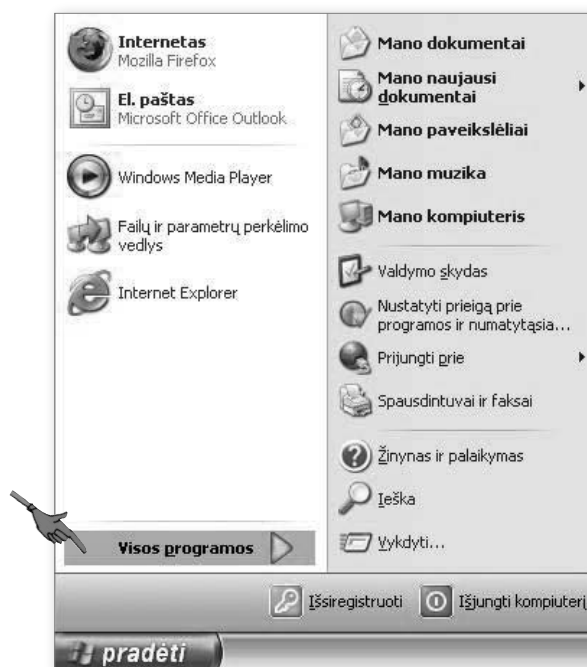 Internetas
Mozilla Firefox
El. paštas
Microsoft Office Outlook
Windows Media Player
Failų ir parametrų perkėlimo
vedlys
Internet Explorer
Visos programos
Mano dokumentai
Mano naujausi
dokumentai
Mano paveikslėliai
Mano muzika
Mano kompiuteris
Valdymo skydas
Nustatyti prieigą prie
programos ir numatytąsia...
Prijungti prie
Spausdintuvai ir faksai
Žinynas ir palaikymas
Ieška
Vykdyti...
Išsiregistruoti
Išjungti kompiuterį
pradėti